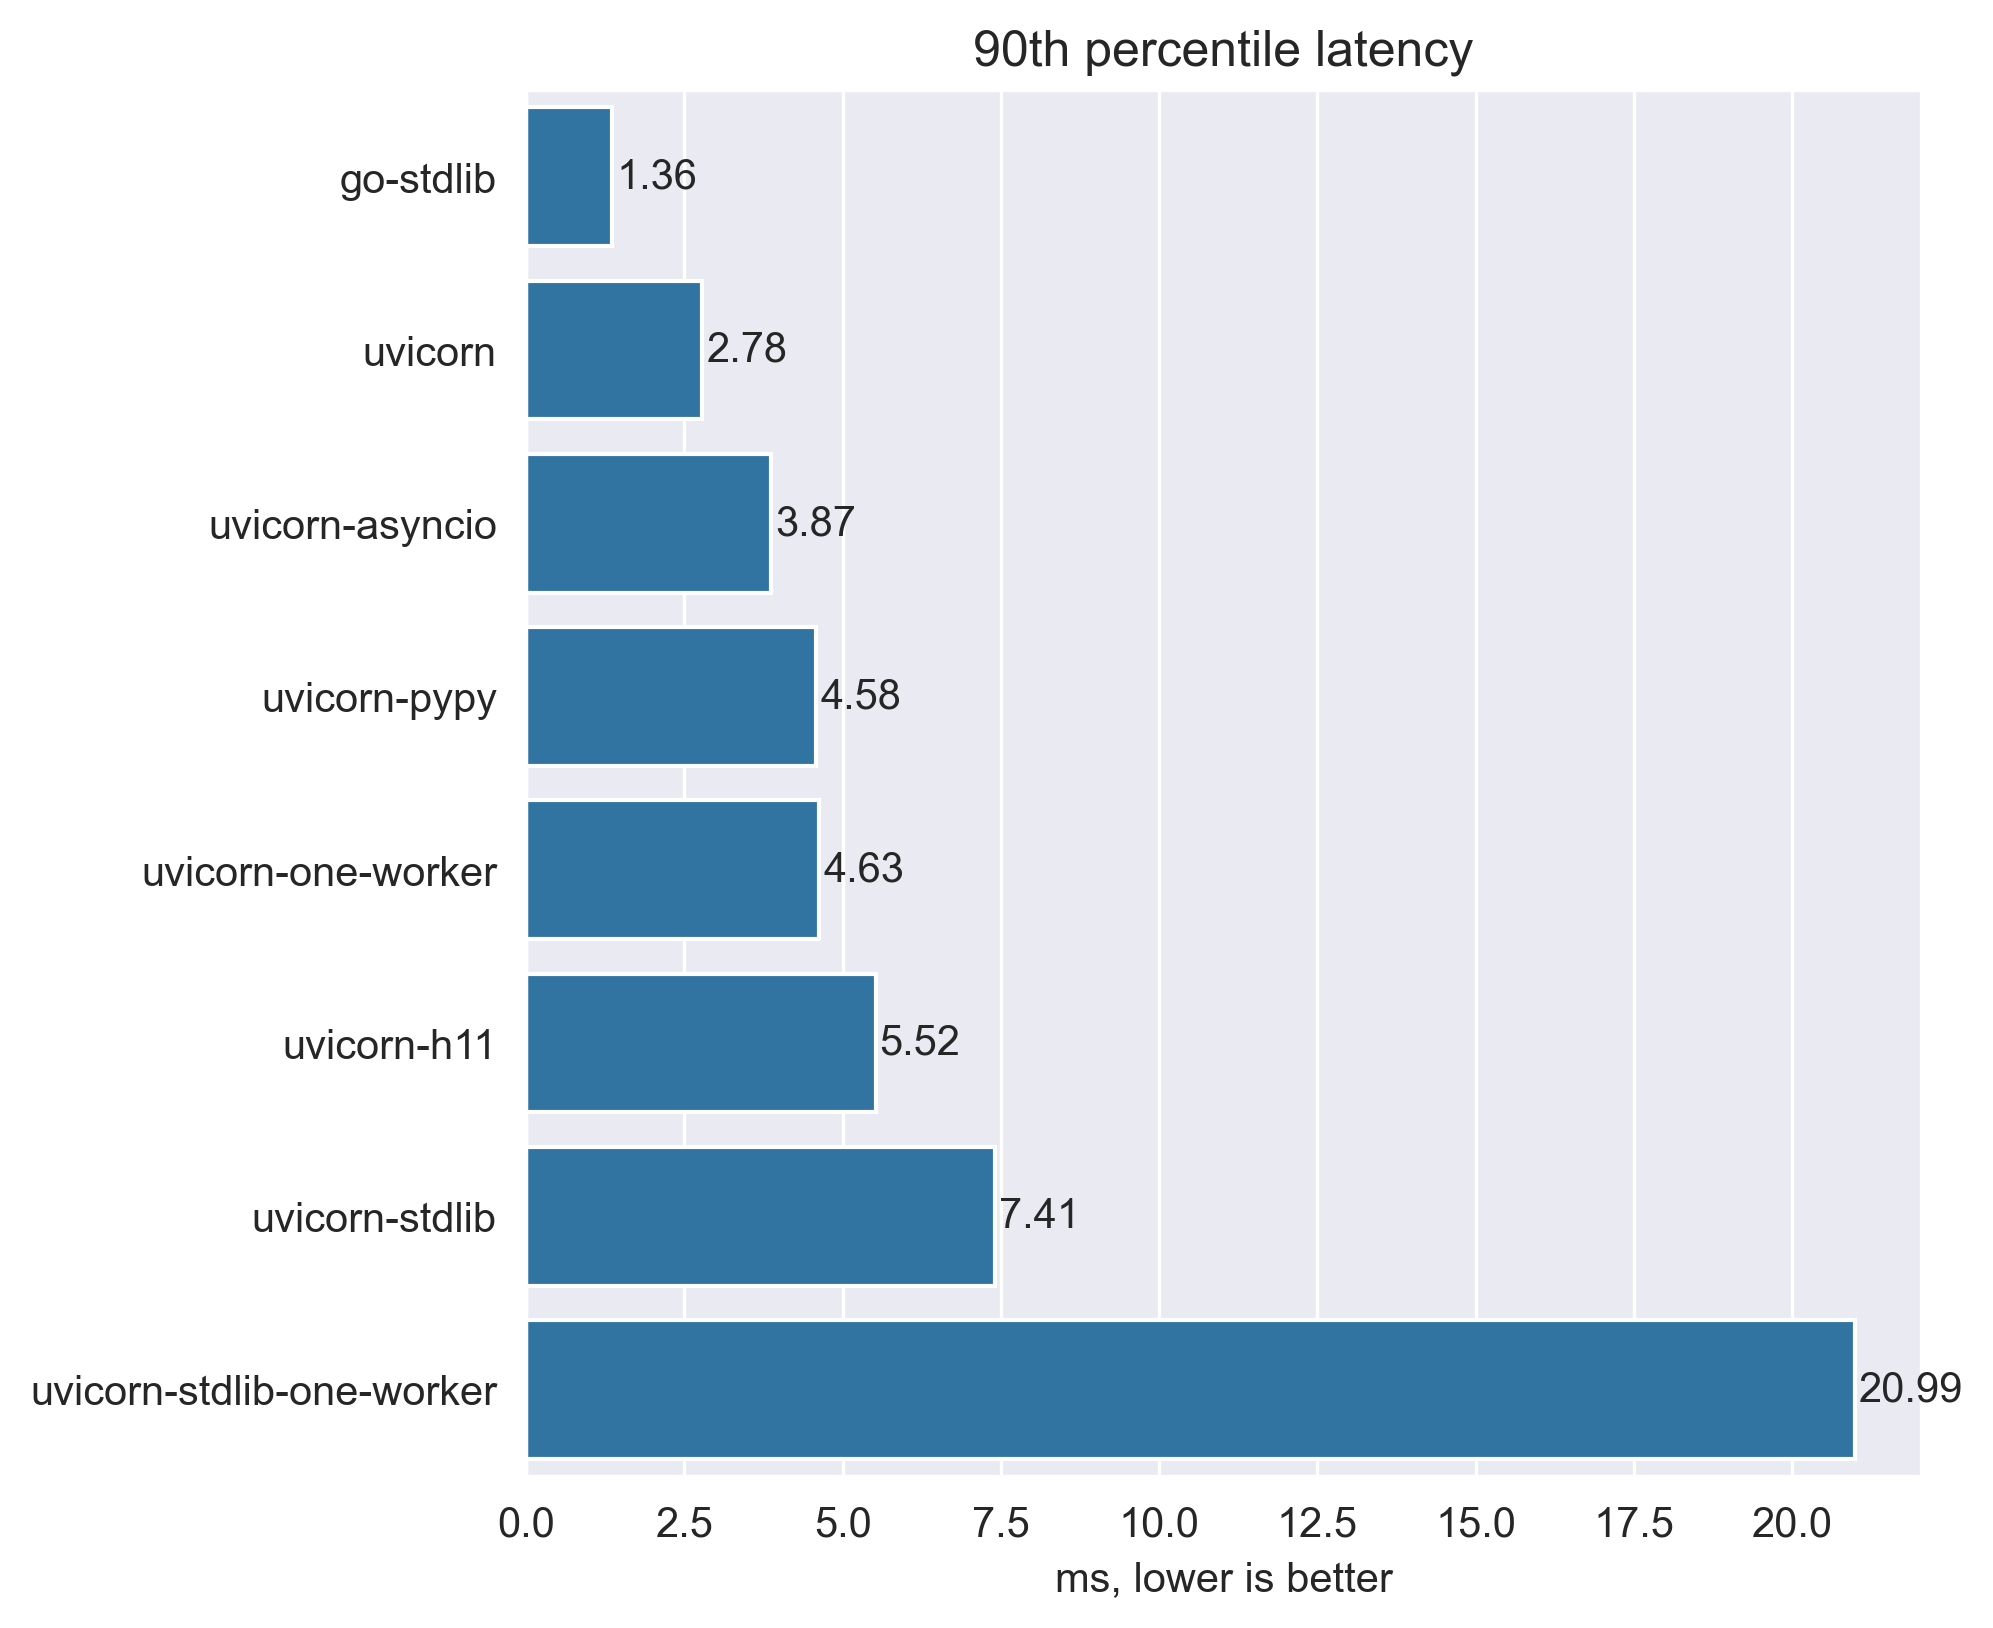 90th percentile latency
go-stdlib 1.36
uvicorn 2.78
uvicorn-asyncio 3.87
uvicorn-pypy 4.58
uvicorn-one-worker 4.63
uvicorn-h11 5.52
uvicorn-stdlib 7.41
uvicorn-stdlib-one-worker 20.99
0.0 2.5 5.0 7.5 10.0 12.5 15.0 17.5 20.0
ms, lower is better